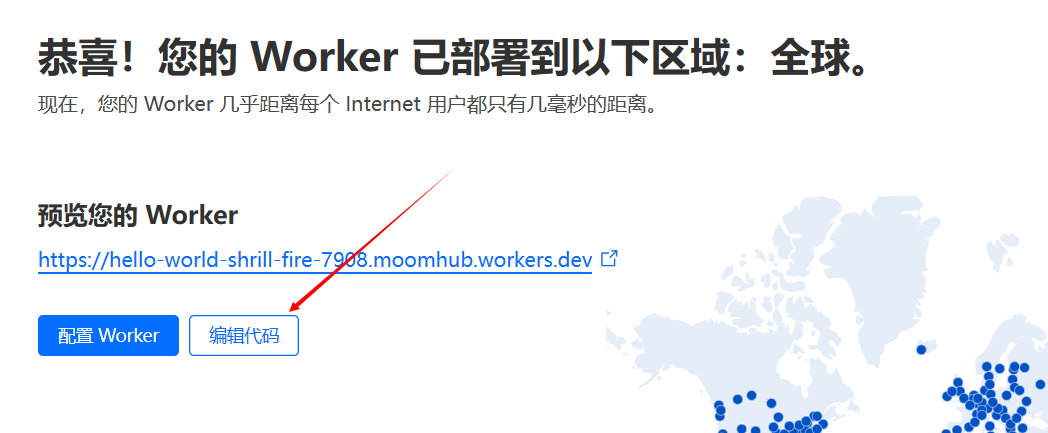 恭喜！您的 Worker 已部署到以下区域：全球。
现在，您的 Worker 几乎距离每个 Internet 用户都只有几毫秒的距离。
预览您的 Worker
https://hello-world-shrill-fire-7908.moomhub.workers.dev
配置 Worker
编辑代码